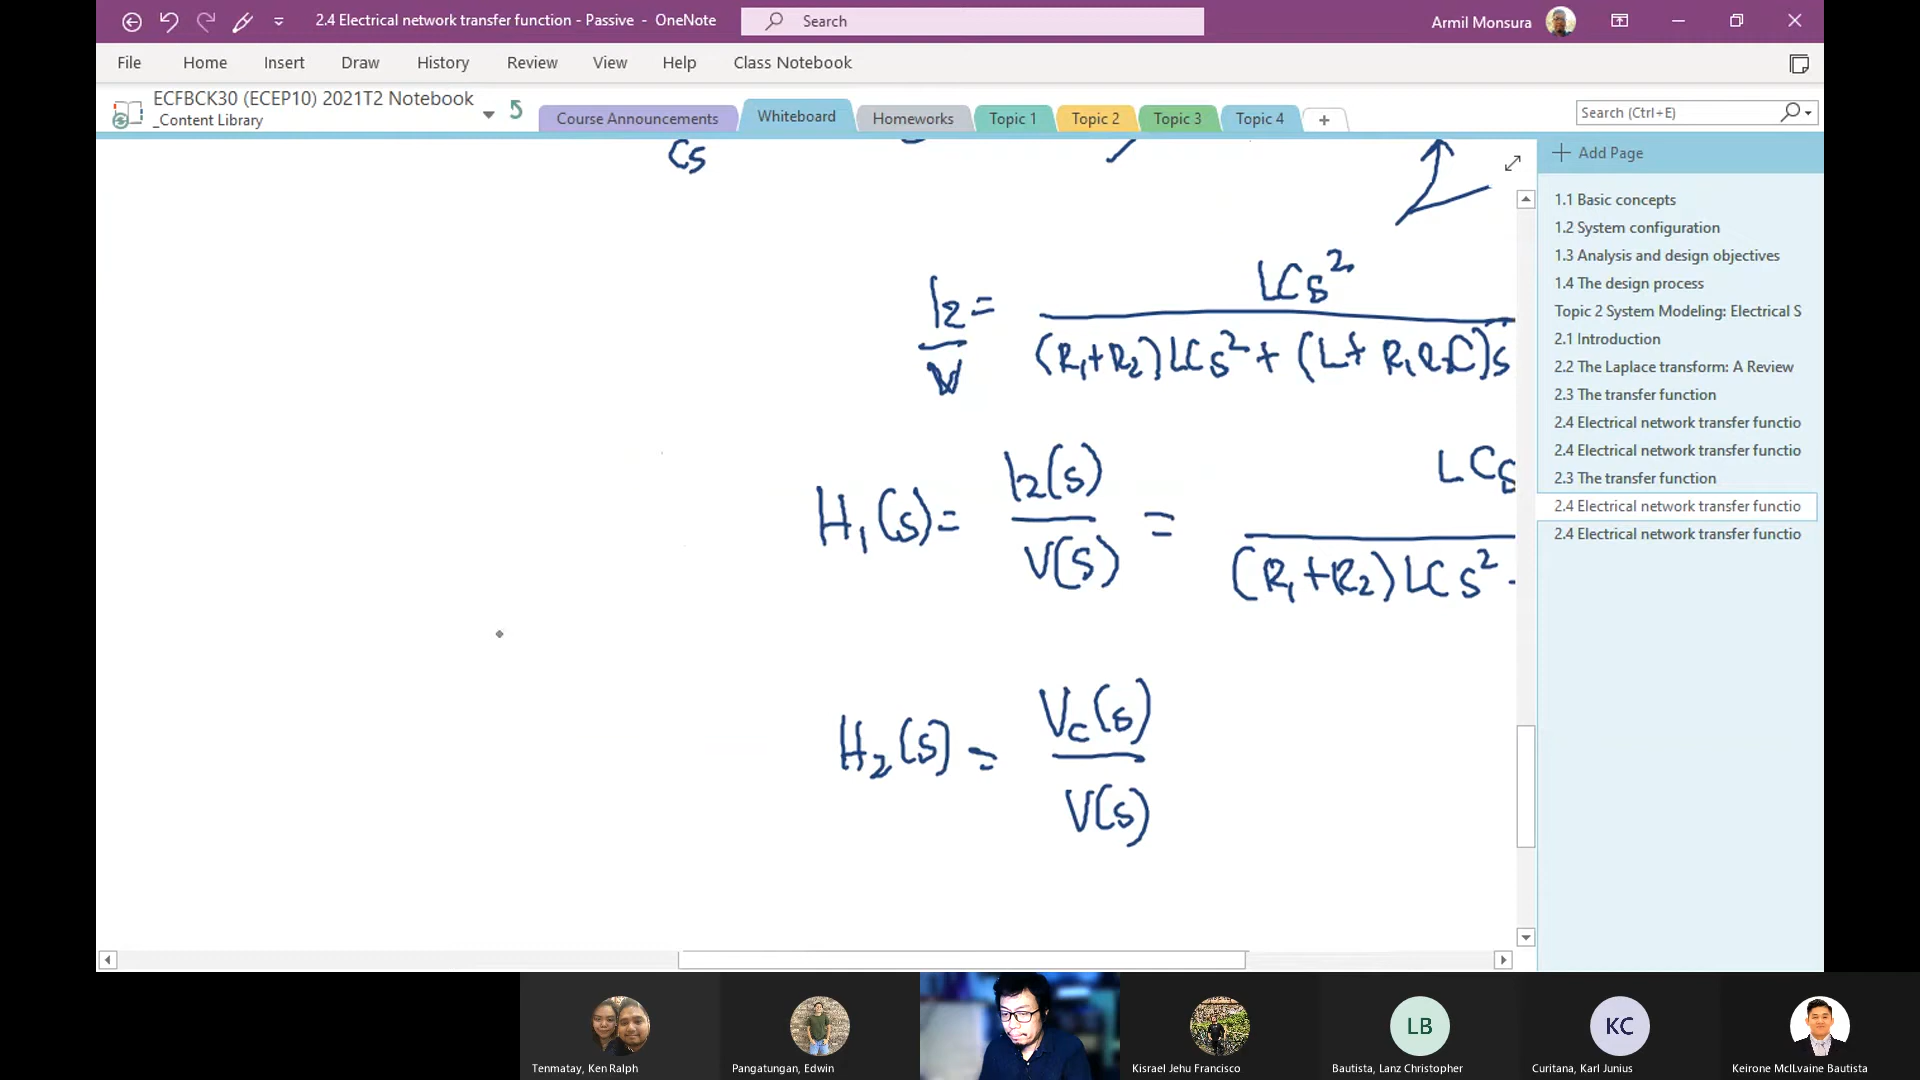 2.4 Electrical network transfer function - Passive - OneNote
Search
Armil Monsura
File Home Insert Draw History Review View Help Class Notebook
ECFBCK30 (ECEP10) 2021T2 Notebook
_Content Library
Course Announcements Whiteboard Homeworks Topic 1 Topic 2 Topic 3 Topic 4 +
Search (Ctrl+E)
Add Page
1.1 Basic concepts
1.2 System configuration
1.3 Analysis and design objectives
1.4 The design process
Topic 2 System Modeling: Electrical S
2.1 Introduction
2.2 The Laplace transform: A Review
2.3 The transfer function
2.4 Electrical network transfer functio
2.4 Electrical network transfer functio
2.3 The transfer function
2.4 Electrical network transfer functio
2.4 Electrical network transfer functio
Cs
LCs²
I₂ =
(R₁+R₂)LCs² + (L+ R₁R₂C)s
V
I₂(s)
LCs
H₁(s) = =
V(s)
(R₁+R₂)LCs²
Vc(s)
H₂(s) =
V(s)
LB
KC
Tenmatay, Ken Ralph
Pangatungan, Edwin
Kisrael Jehu Francisco
Bautista, Lanz Christopher
Curitana, Karl Junius
Keirone McIlvaine Bautista